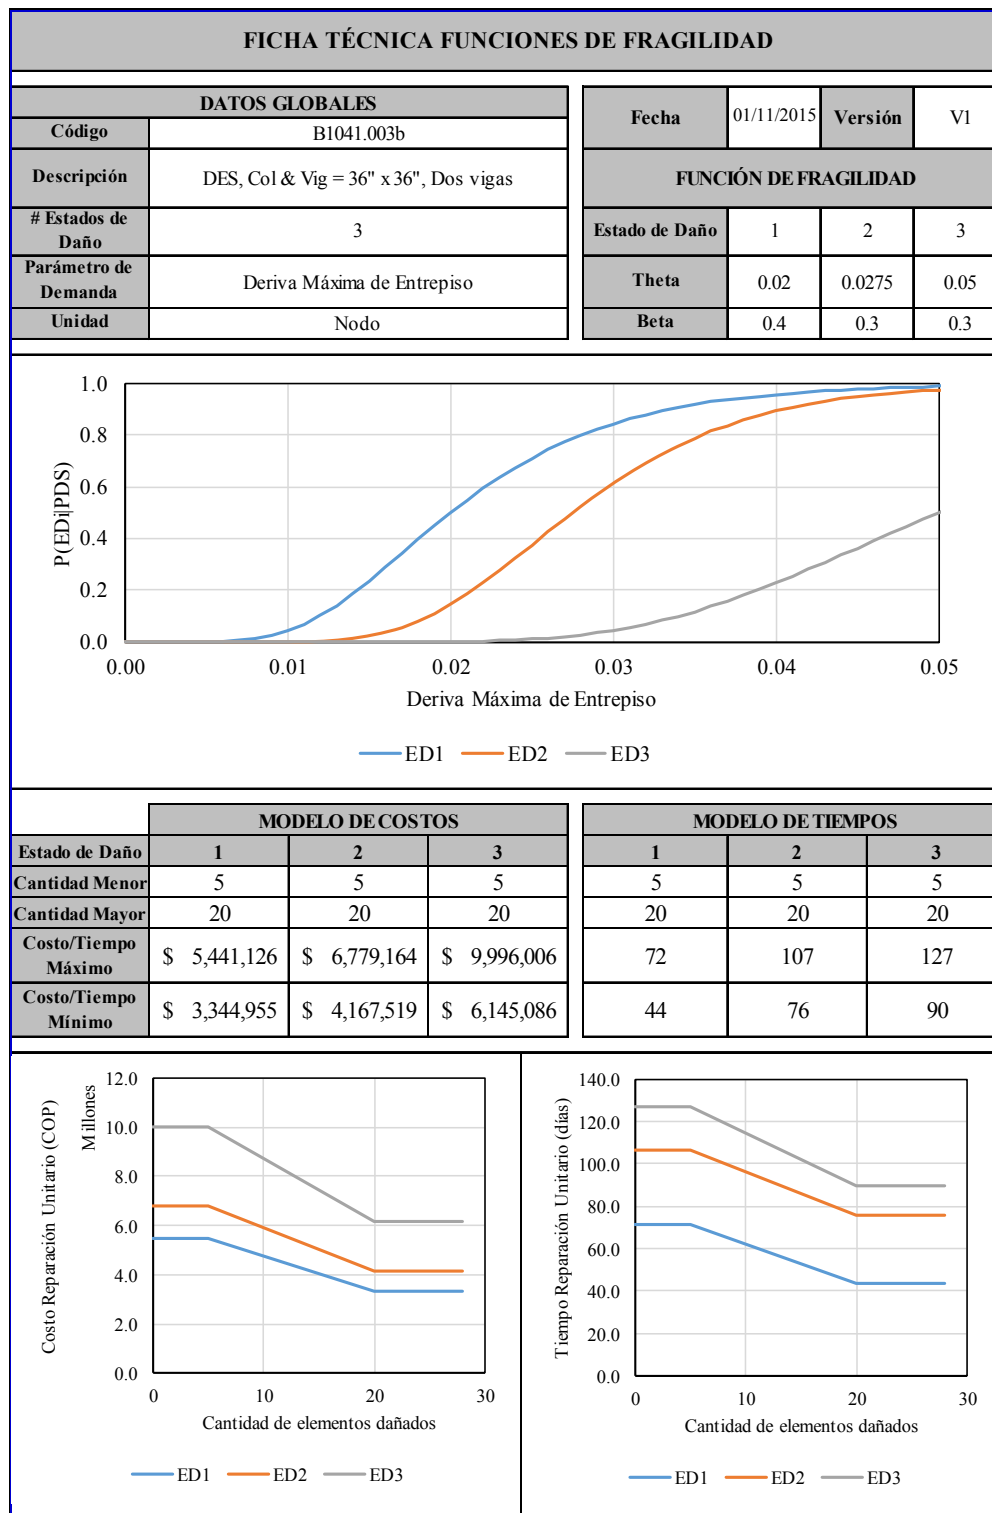 FICHA TÉCNICA FUNCIONES DE FRAGILIDAD
DATOS GLOBALES
Código B1041.003b
Descripción DES, Col & Vig = 36" x 36", Dos vigas
# Estados de
Daño 3
Parámetro de
Demanda Deriva Máxima de Entrepiso
Unidad Nodo
Fecha 01/11/2015 Versión V1
FUNCIÓN DE FRAGILIDAD
Estado de Daño 1 2 3
Theta 0.02 0.0275 0.05
Beta 0.4 0.3 0.3
P(EDi|PDS)
1.0
0.8
0.6
0.4
0.2
0.0
0.00 0.01 0.02 0.03 0.04 0.05
Deriva Máxima de Entrepiso
ED1 ED2 ED3
MODELO DE COSTOS MODELO DE TIEMPOS
Estado de Daño 1 2 3 1 2 3
Cantidad Menor 5 5 5 5 5 5
Cantidad Mayor 20 20 20 20 20 20
Costo/Tiempo
Máximo $ 5,441,126 $ 6,779,164 $ 9,996,006 72 107 127
Costo/Tiempo
Mínimo $ 3,344,955 $ 4,167,519 $ 6,145,086 44 76 90
Costo Reparación Unitario (COP)
Millones
12.0
10.0
8.0
6.0
4.0
2.0
0.0
0 10 20 30
Cantidad de elementos dañados
ED1 ED2 ED3
Tiempo Reparación Unitario (días)
140.0
120.0
100.0
80.0
60.0
40.0
20.0
0.0
0 10 20 30
Cantidad de elementos dañados
ED1 ED2 ED3